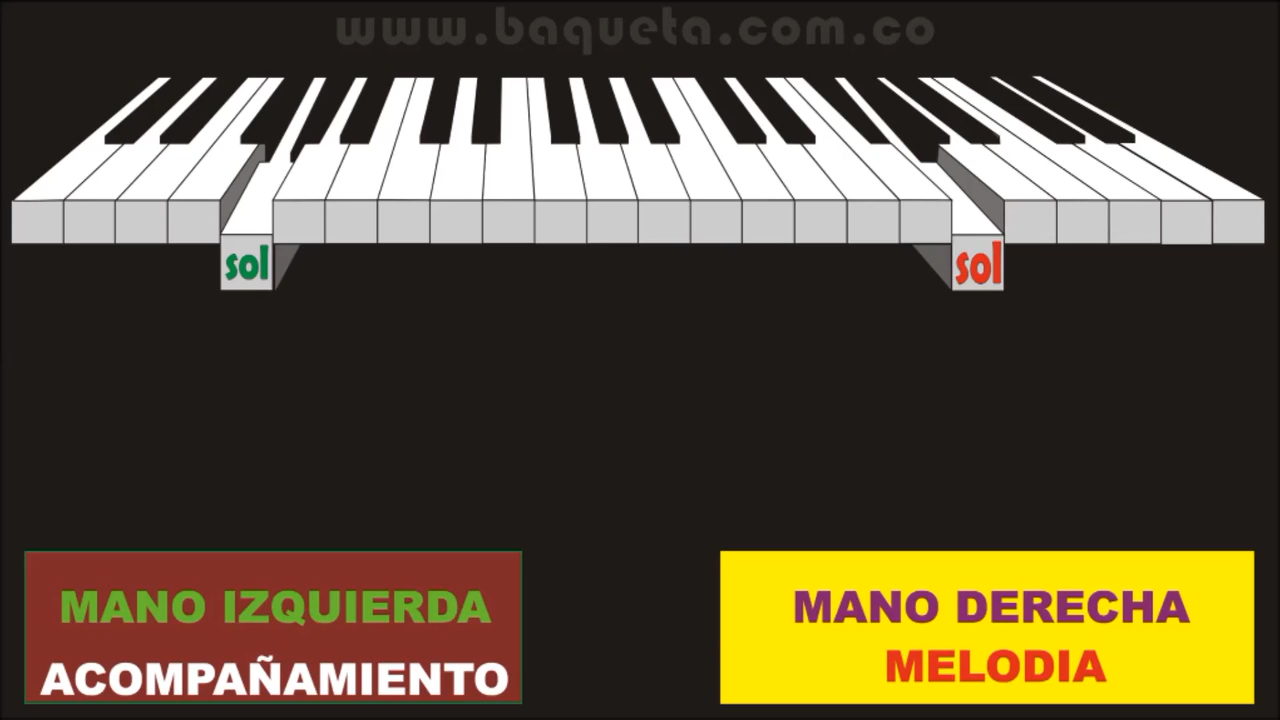 www.baqueta.com.co
sol
sol
MANO IZQUIERDA
ACOMPAÑAMIENTO
MANO DERECHA
MELODIA